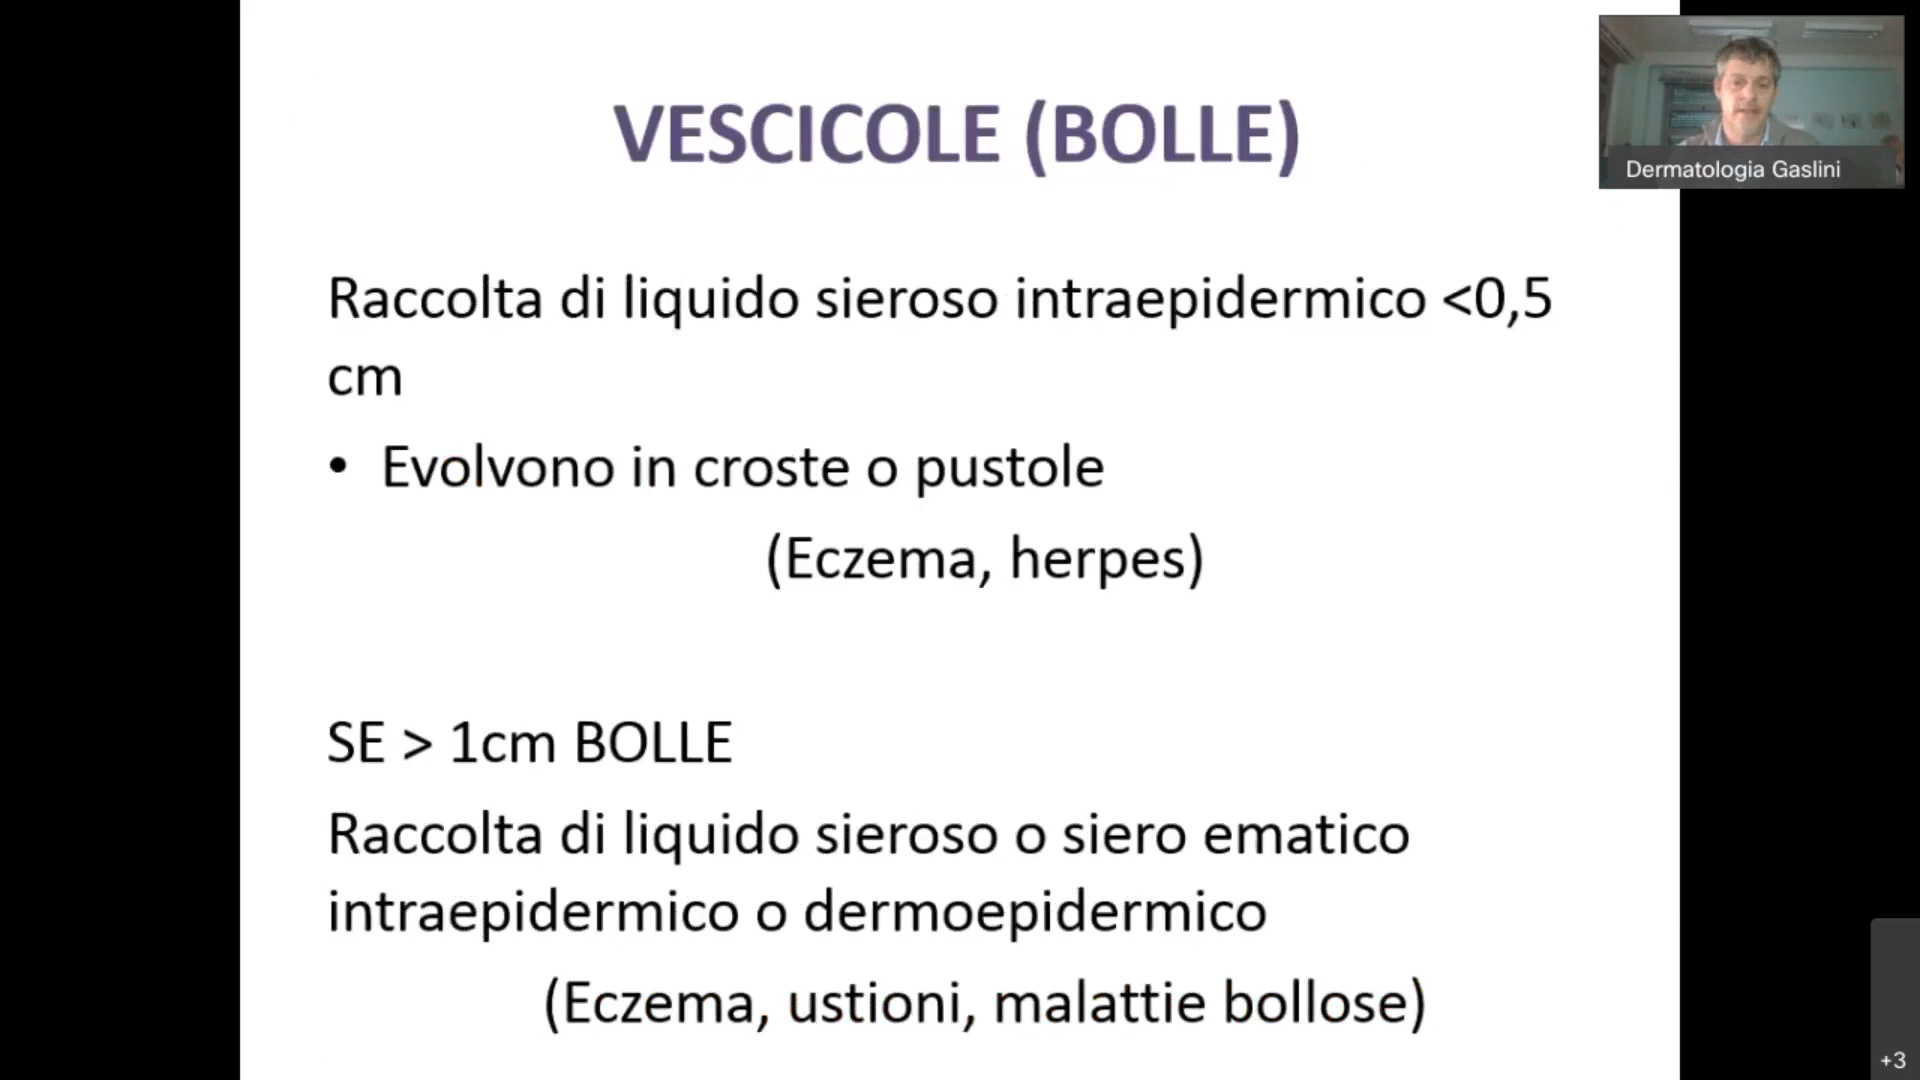 VESCICOLE (BOLLE)
Dermatologia Gaslini
Raccolta di liquido sieroso intraepidermico <0,5
cm
• Evolvono in croste o pustole
(Eczema, herpes)
SE > 1cm BOLLE
Raccolta di liquido sieroso o siero ematico
intraepidermico o dermoepidermico
(Eczema, ustioni, malattie bollose)
+3